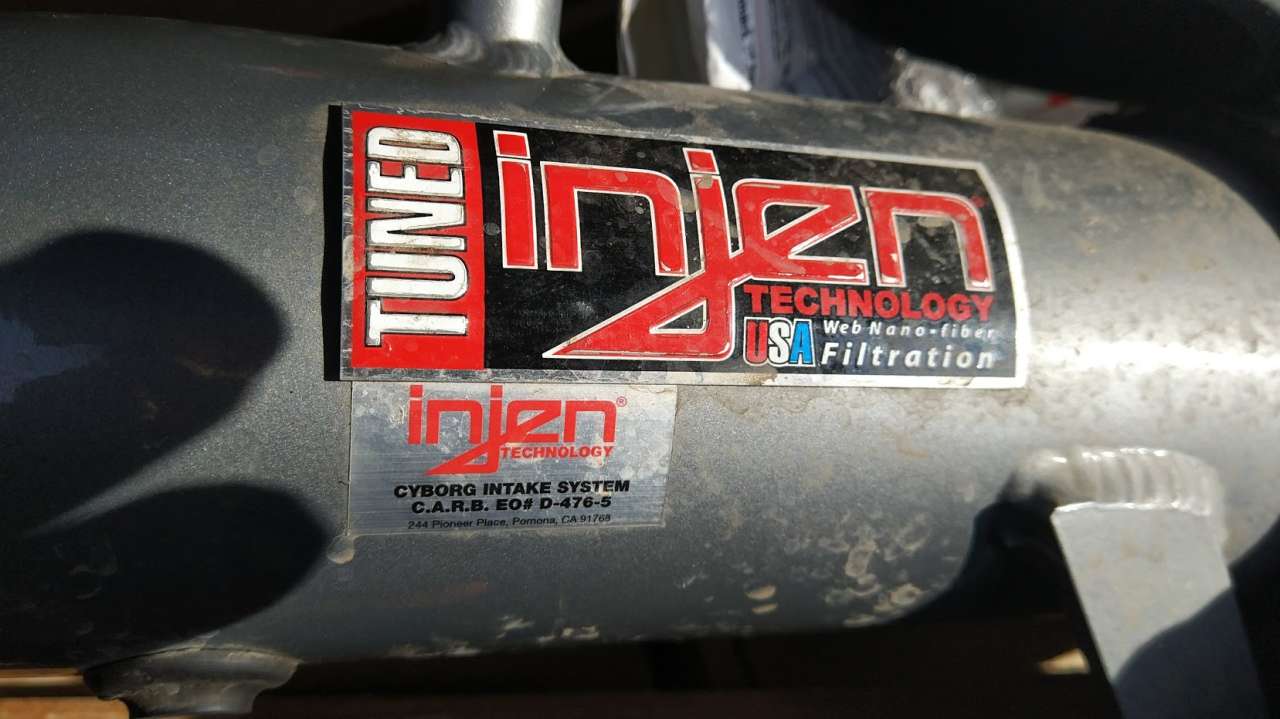 TUNED
injen
TECHNOLOGY
USA Web Nano-fiber
Filtration
injen®
TECHNOLOGY
CYBORG INTAKE SYSTEM
C.A.R.B. EO# D-476-5
244 Pioneer Place, Pomona, CA 91768